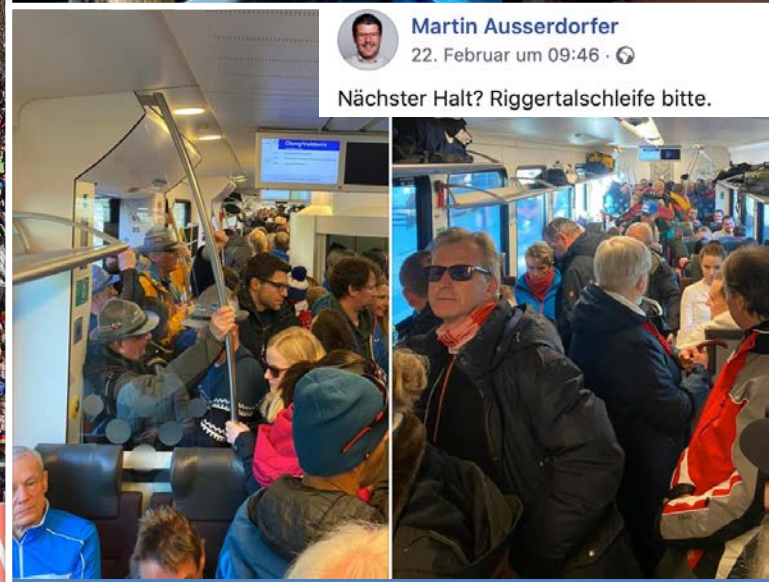 Martin Ausserdorfer
22. Februar um 09:46 ·
Nächster Halt? Riggertalschleife bitte.